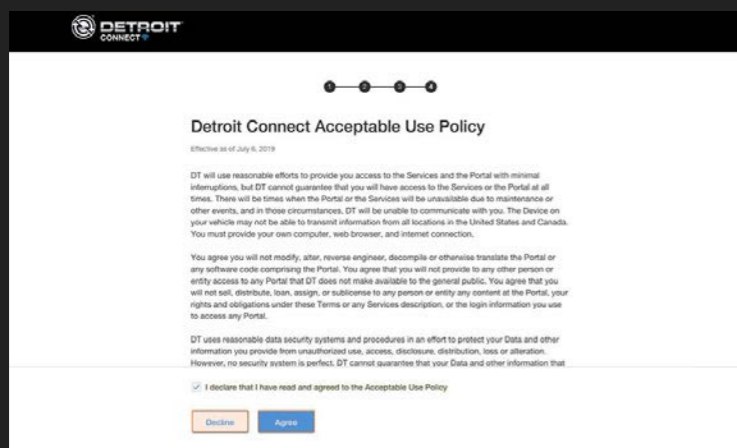 DETROIT
CONNECT
1 2 3 4
Detroit Connect Acceptable Use Policy
Effective as of July 6, 2019
DT will use reasonable efforts to provide you access to the Services and the Portal with minimal
interruptions, but DT cannot guarantee that you will have access to the Services or the Portal at all
times. There will be times when the Portal or the Services will be unavailable due to maintenance or
other events, and in those circumstances, DT will be unable to communicate with you. The Device on
your vehicle may not be able to transmit information from all locations in the United States and Canada.
You must provide your own computer, web browser, and internet connection.
You agree you will not modify, alter, reverse engineer, decompile or otherwise translate the Portal or
any software code comprising the Portal. You agree that you will not provide to any other person or
entity access to any Portal that DT does not make available to the general public. You agree that you
will not sell, distribute, loan, assign, or sublicense to any person or entity any content at the Portal, your
rights and obligations under these Terms or any Services description, or the login information you use
to access any Portal.
DT uses reasonable data security systems and procedures in an effort to protect your Data and other
information you provide from unauthorized use, access, disclosure, distribution, loss or alteration.
However, no security system is perfect. DT cannot guarantee that your Data and other information that
I declare that I have read and agreed to the Acceptable Use Policy
Decline Agree